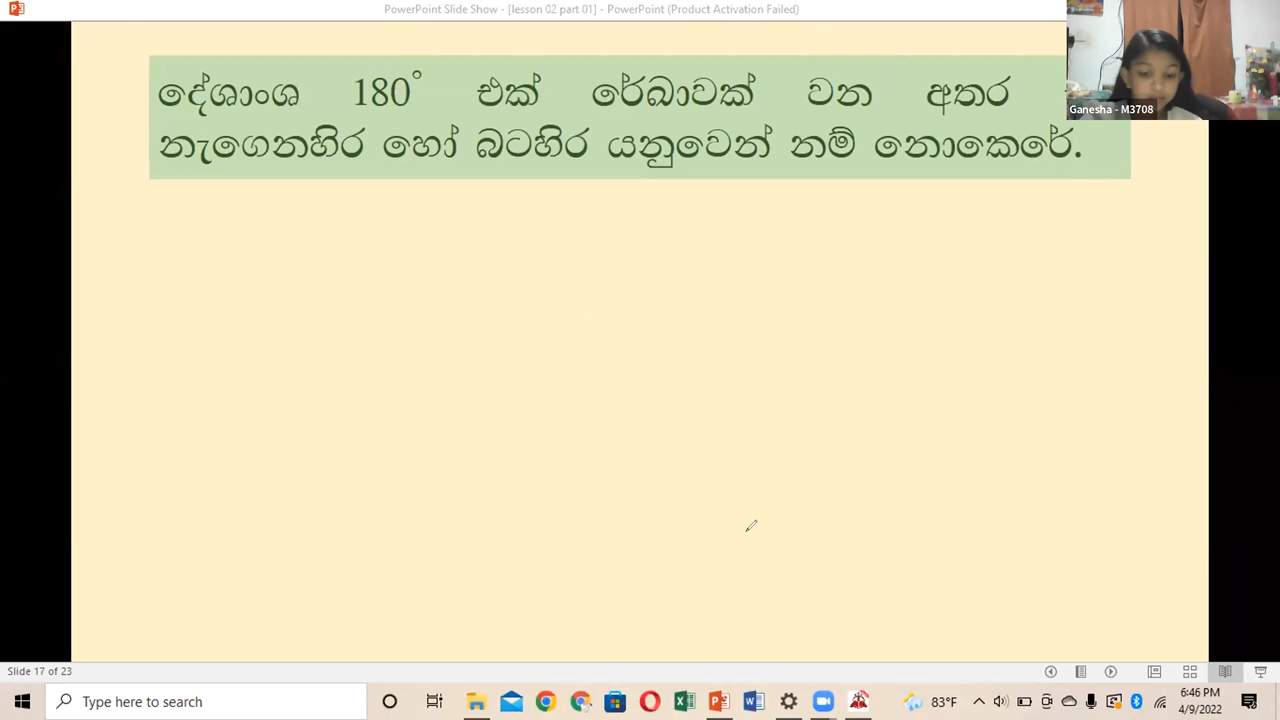 PowerPoint Slide Show - [lesson 02 part 01] - PowerPoint (Product Activation Failed)
දේශාංශ 180° එක් රේඛාවක් වන අතර
නැගෙනහිර හෝ බටහිර යනුවෙන් නම් නොකෙරේ.
Ganesha - M3708
Slide 17 of 23
Type here to search
83°F
6:46 PM
4/9/2022